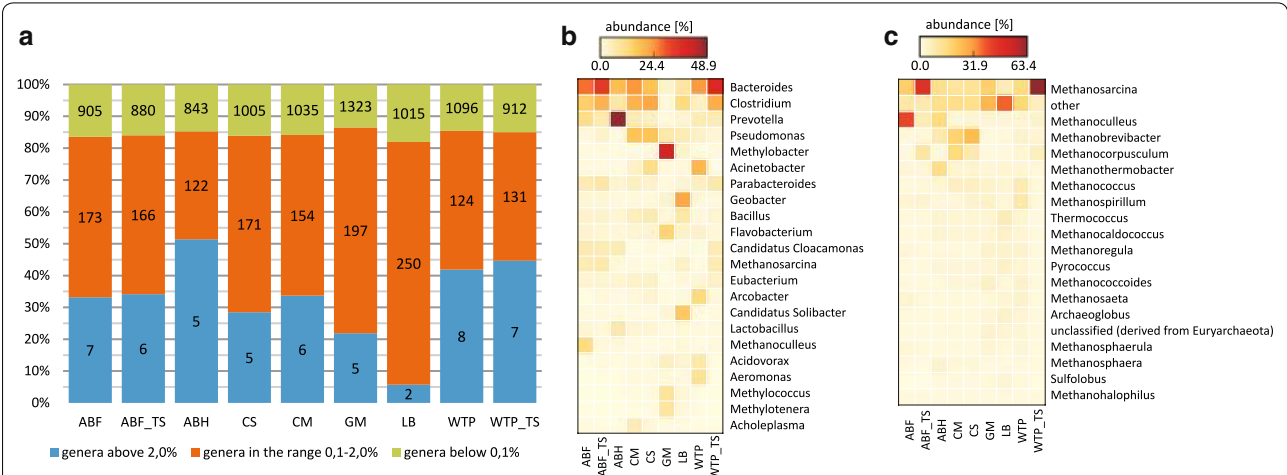 a
100%
90%
80%
70%
60%
50%
40%
30%
20%
10%
0%
905 880 843 1005 1035 1323 1015 1096 912
173 166 122 171 154 197 250 124 131
7 6 5 5 6 5 2 8 7
ABF ABF_TS ABH CS CM GM LB WTP WTP_TS
genera above 2,0% genera in the range 0,1-2,0% genera below 0,1%
b
abundance [%]
0.0 24.4 48.9
Bacteroides
Clostridium
Prevotella
Pseudomonas
Methylobacter
Acinetobacter
Parabacteroides
Geobacter
Bacillus
Flavobacterium
Candidatus Cloacamonas
Methanosarcina
Eubacterium
Arcobacter
Candidatus Solibacter
Lactobacillus
Methanoculleus
Acidovorax
Aeromonas
Methylococcus
Methylotenera
Acholeplasma
ABF ABF_TS ABH CM CS GM LB WTP WTP_TS
c
abundance [%]
0.0 31.9 63.4
Methanosarcina
other
Methanoculleus
Methanobrevibacter
Methanocorpusculum
Methanothermobacter
Methanococcus
Methanospirillum
Thermococcus
Methanocaldococcus
Methanoregula
Pyrococcus
Methanococcoides
Methanosaeta
Archaeoglobus
unclassified (derived from Euryarchaeota)
Methanosphaerula
Methanosphaera
Sulfolobus
Methanohalophilus
ABF ABF_TS ABH CM CS GM LB WTP WTP_TS